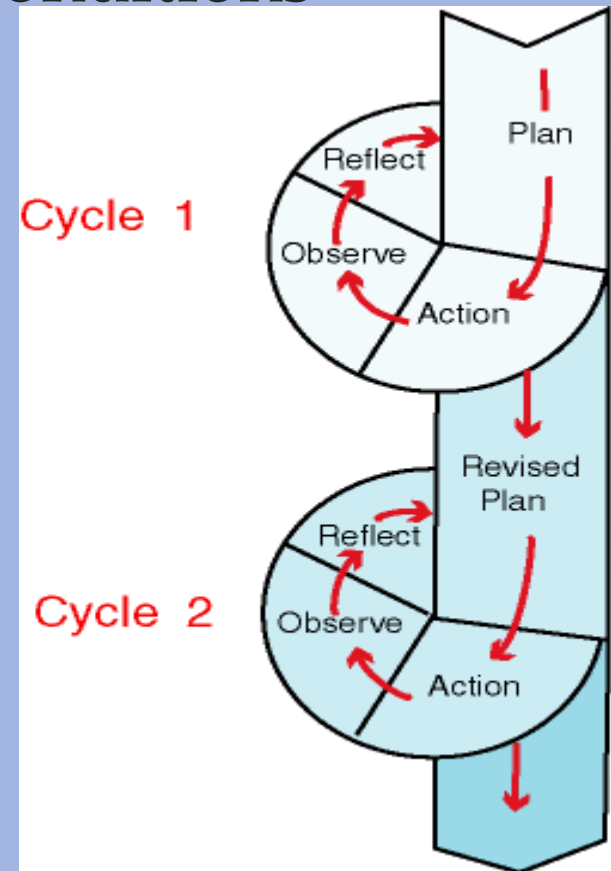 Plan
Reflect
Cycle 1
Observe
Action
Revised
Plan
Reflect
Cycle 2
Observe
Action